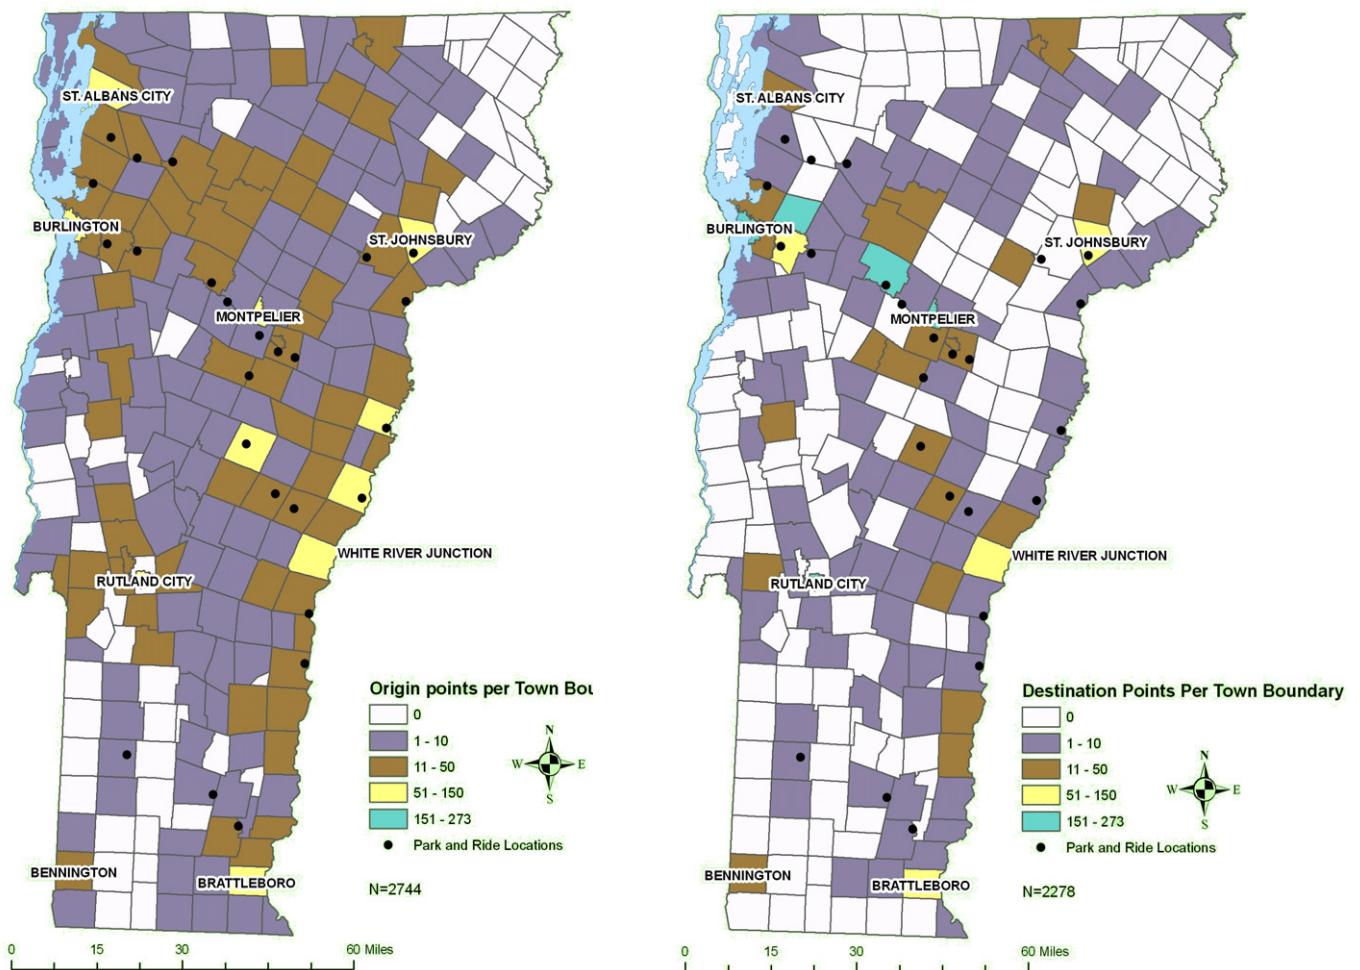 ST. ALBANS CITY
BURLINGTON
ST. JOHNSBURY
MONTPELIER
WHITE RIVER JUNCTION
RUTLAND CITY
BENNINGTON
BRATTLEBORO
Origin points per Town Bou
0
1 - 10
11 - 50
51 - 150
151 - 273
Park and Ride Locations
N=2744
N
W E
S
0 15 30 60 Miles
ST. ALBANS CITY
BURLINGTON
ST. JOHNSBURY
MONTPELIER
WHITE RIVER JUNCTION
RUTLAND CITY
BENNINGTON
BRATTLEBORO
Destination Points Per Town Boundary
0
1 - 10
11 - 50
51 - 150
151 - 273
Park and Ride Locations
N=2278
N
W E
S
0 15 30 60 Miles